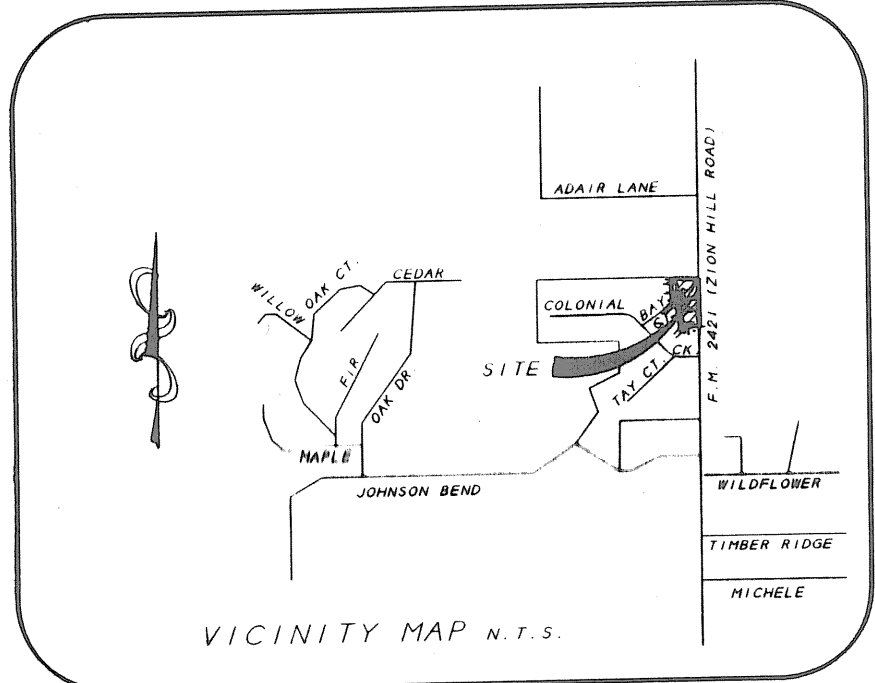 ADAIR LANE
F.M. 2421 (ZION HILL ROAD)
WILLOW
OAK CT.
CEDAR
COLONIAL
BAY
CK.
SITE
FIR
OAK DR.
TAY CT.
MAPLE
JOHNSON BEND
WILDFLOWER
TIMBER RIDGE
MICHELE
VICINITY MAP N.T.S.